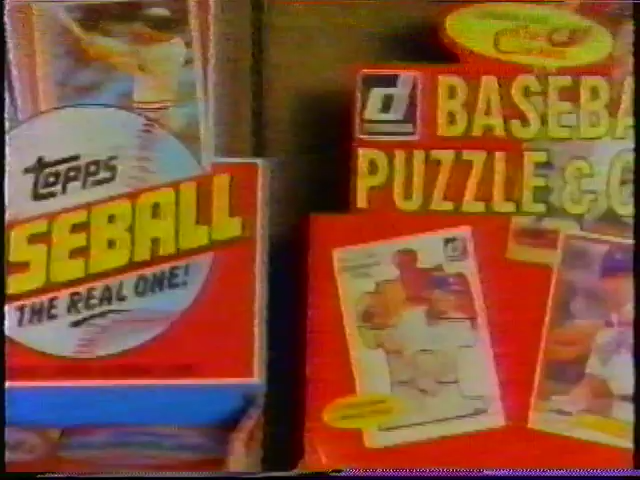 Topps
SEBALL
THE REAL ONE!
d
BASEBA
PUZZLE & C